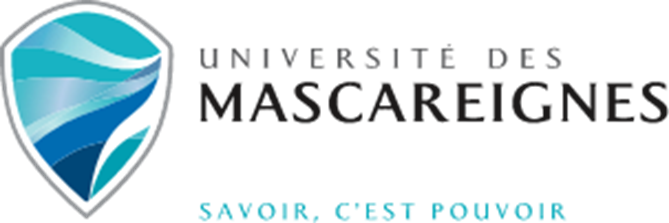 UNIVERSITÉ DES
MASCAREIGNES
SAVOIR, C'EST POUVOIR